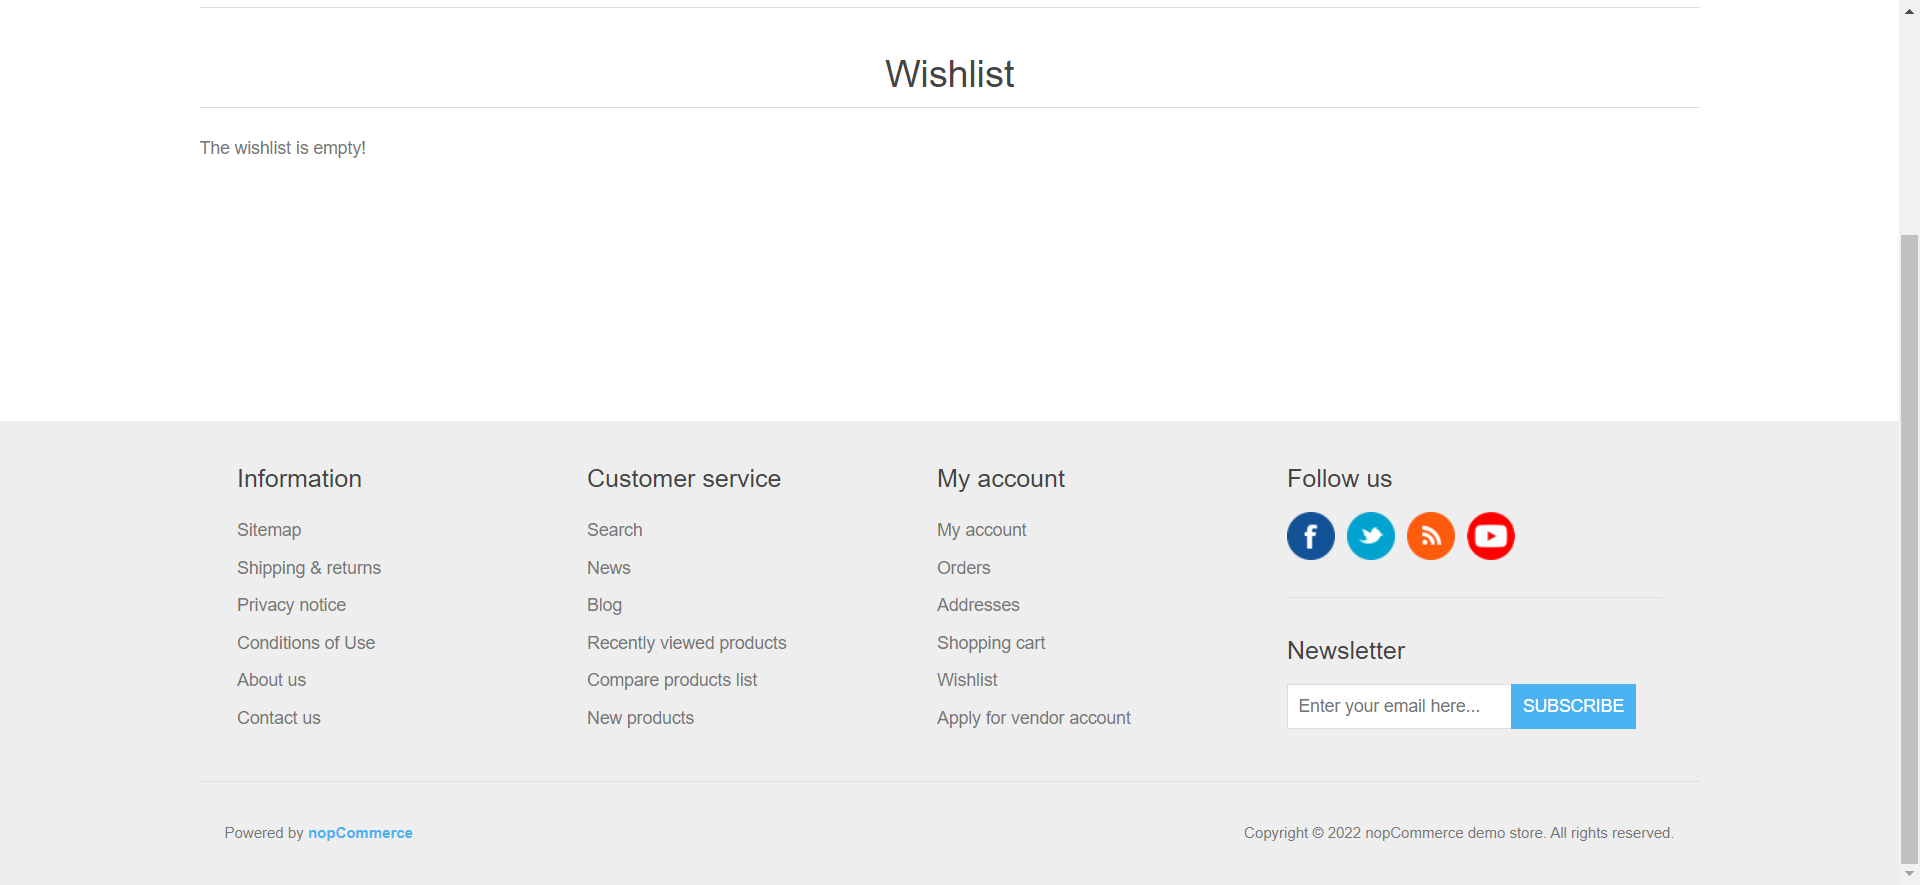 Wishlist
The wishlist is empty!
Information
Sitemap
Shipping & returns
Privacy notice
Conditions of Use
About us
Contact us
Customer service
Search
News
Blog
Recently viewed products
Compare products list
New products
My account
My account
Orders
Addresses
Shopping cart
Wishlist
Apply for vendor account
Follow us
Newsletter
Enter your email here...
SUBSCRIBE
Powered by nopCommerce
Copyright © 2022 nopCommerce demo store. All rights reserved.